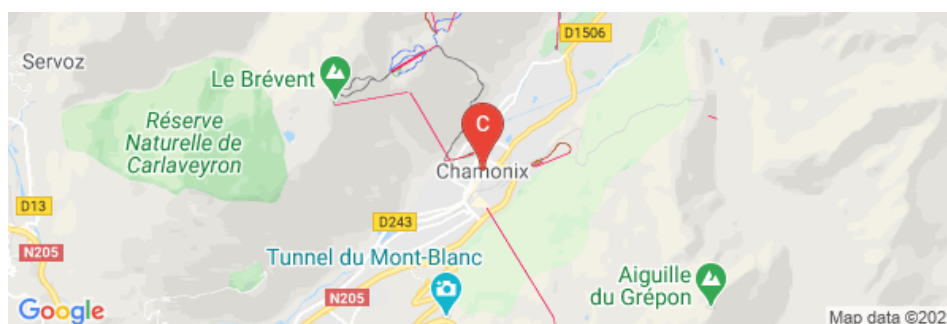 D1506
Servoz
Le Brévent
C
Réserve
Naturelle de
Carlaveyron
Chamonix
D13
D243
N205
Tunnel du Mont-Blanc
Aiguille
du Grépon
N205
Google
Map data ©202